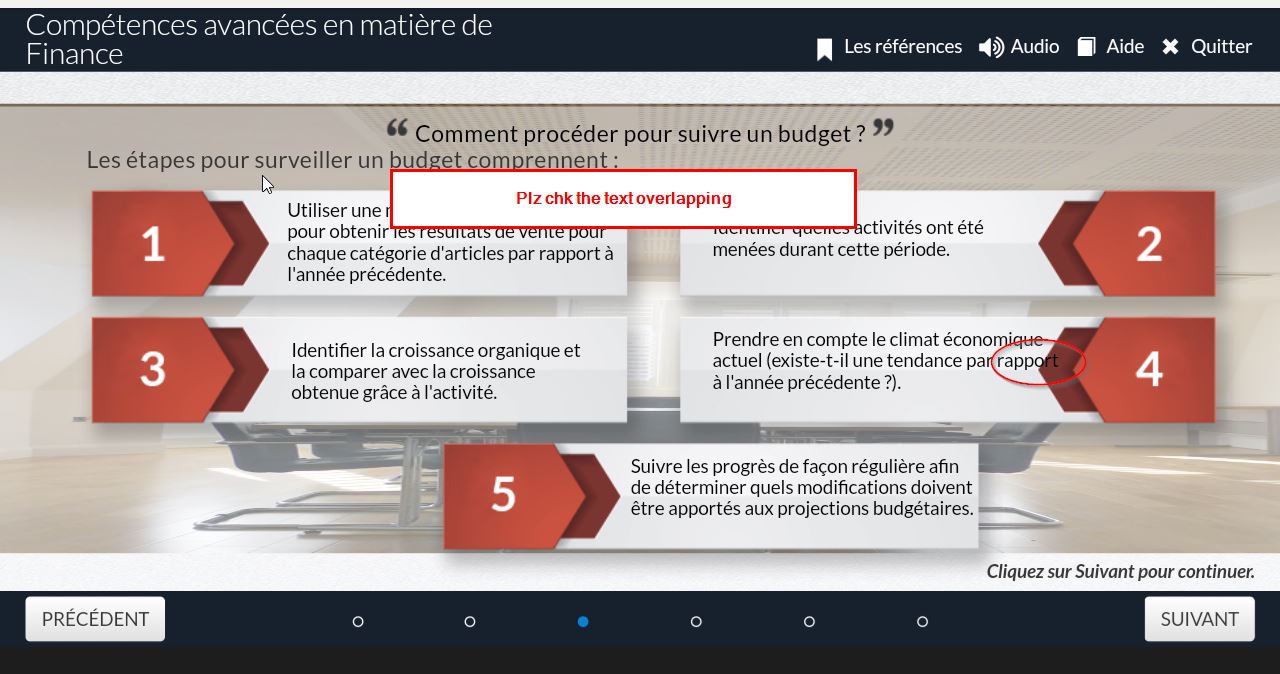 Compétences avancées en matière de
Finance
Les références
Audio
Aide
Quitter
“ Comment procéder pour suivre un budget ? ”
Les étapes pour surveiller un budget comprennent :
Plz chk the text overlapping
1
Utiliser une
pour obtenir les résultats de vente pour
chaque catégorie d'articles par rapport à
l'année précédente.
Identifier quelles activités ont été
menées durant cette période.
2
3
Identifier la croissance organique et
la comparer avec la croissance
obtenue grâce à l'activité.
Prendre en compte le climat économique
actuel (existe-t-il une tendance par rapport
à l'année précédente ?).
4
5
Suivre les progrès de façon régulière afin
de déterminer quels modifications doivent
être apportés aux projections budgétaires.
Cliquez sur Suivant pour continuer.
PRÉCÉDENT
SUIVANT